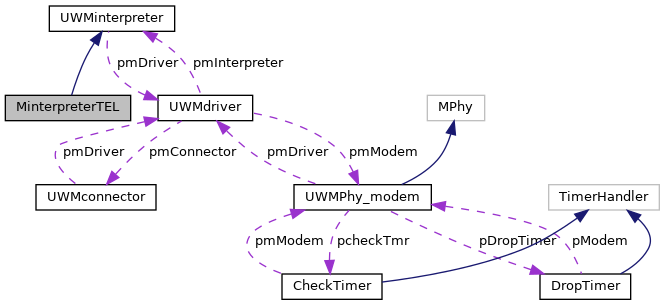 UWMinterpreter
pmDriver
pmInterpreter
MinterpreterTEL
UWMdriver
MPhy
pmDriver
pmConnector
pmDriver
pmModem
UWMconnector
UWMPhy_modem
TimerHandler
pmModem
pcheckTmr
pDropTimer
pModem
CheckTimer
DropTimer